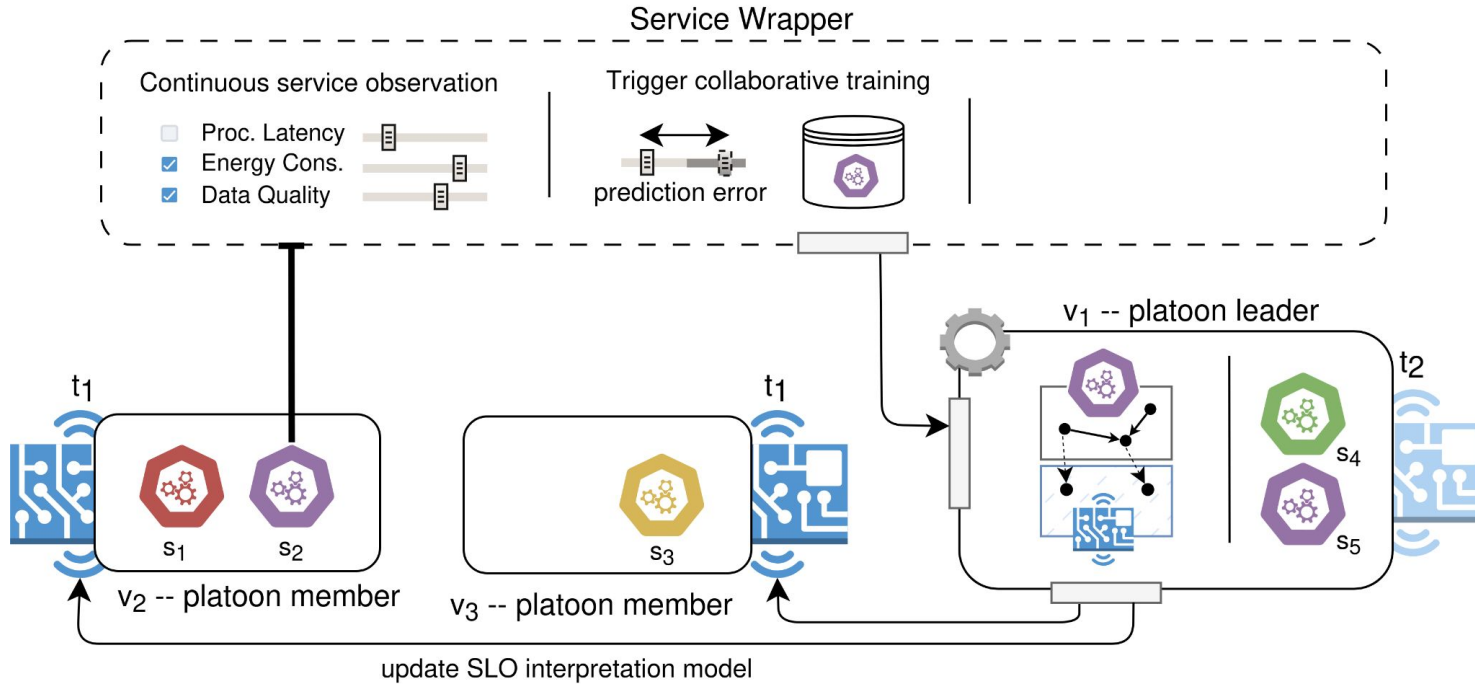 Service Wrapper
Continuous service observation
Proc. Latency
Energy Cons.
Data Quality
Trigger collaborative training
prediction error
v1 -- platoon leader
t1
t1
t2
s1
s2
s3
s4
s5
v2 -- platoon member
v3 -- platoon member
update SLO interpretation model